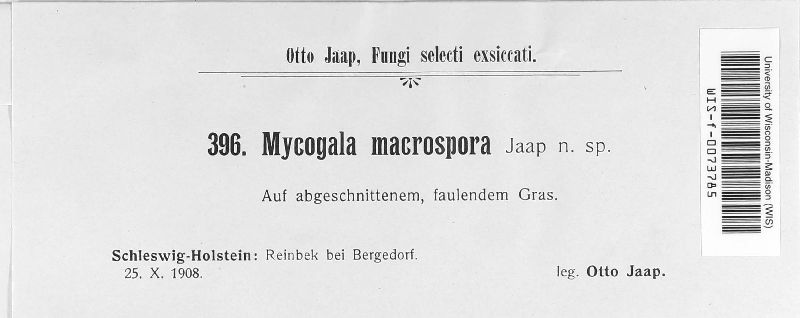 Otto Jaap, Fungi selecti exsiccati.
396. Mycogala macrospora Jaap n. sp.
Auf abgeschnittenem, faulendem Gras.
Schleswig-Holstein: Reinbek bei Bergedorf.
25. X. 1908.
leg. Otto Jaap.
University of Wisconsin-Madison (WIS)
WIS-f-0073785